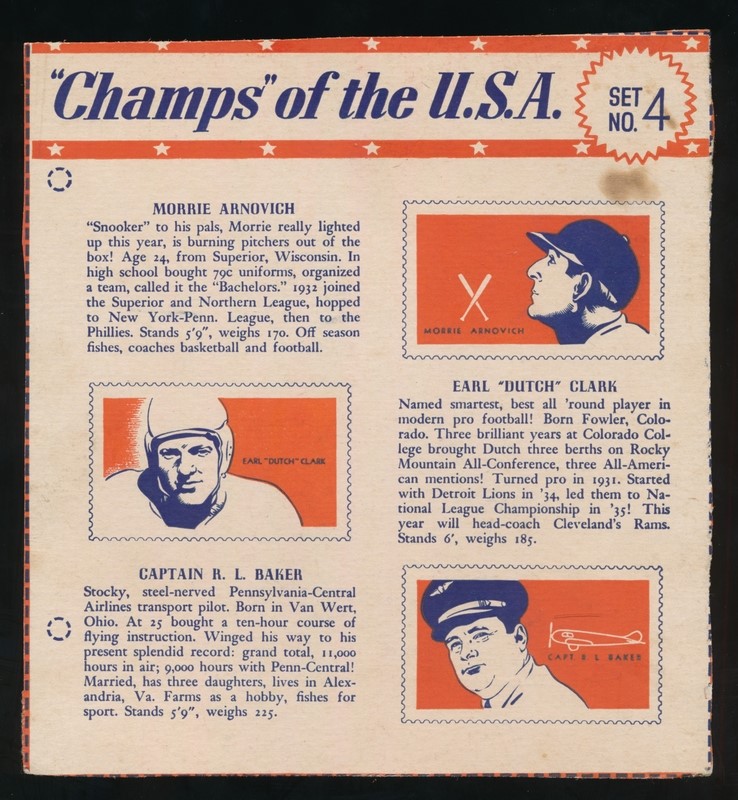 "Champs" of the U.S.A.
SET
NO. 4
MORRIE ARNOVICH
"Snooker" to his pals, Morrie really lighted
up this year, is burning pitchers out of the
box! Age 24, from Superior, Wisconsin. In
high school bought 79c uniforms, organized
a team, called it the "Bachelors." 1932 joined
the Superior and Northern League, hopped
to New York-Penn. League, then to the
Phillies. Stands 5'9", weighs 170. Off season
fishes, coaches basketball and football.
MORRIE ARNOVICH
EARL "DUTCH" CLARK
EARL "DUTCH" CLARK
Named smartest, best all 'round player in
modern pro football! Born Fowler, Colo-
rado. Three brilliant years at Colorado Col-
lege brought Dutch three berths on Rocky
Mountain All-Conference, three All-Ameri-
can mentions! Turned pro in 1931. Started
with Detroit Lions in '34, led them to Na-
tional League Championship in '35! This
year will head-coach Cleveland's Rams.
Stands 6', weighs 185.
CAPTAIN R. L. BAKER
Stocky, steel-nerved Pennsylvania-Central
Airlines transport pilot. Born in Van Wert,
Ohio. At 25 bought a ten-hour course of
flying instruction. Winged his way to his
present splendid record: grand total, 11,000
hours in air; 9,000 hours with Penn-Central!
Married, has three daughters, lives in Alex-
andria, Va. Farms as a hobby, fishes for
sport. Stands 5'9", weighs 225.
CAPT. R L BAKER